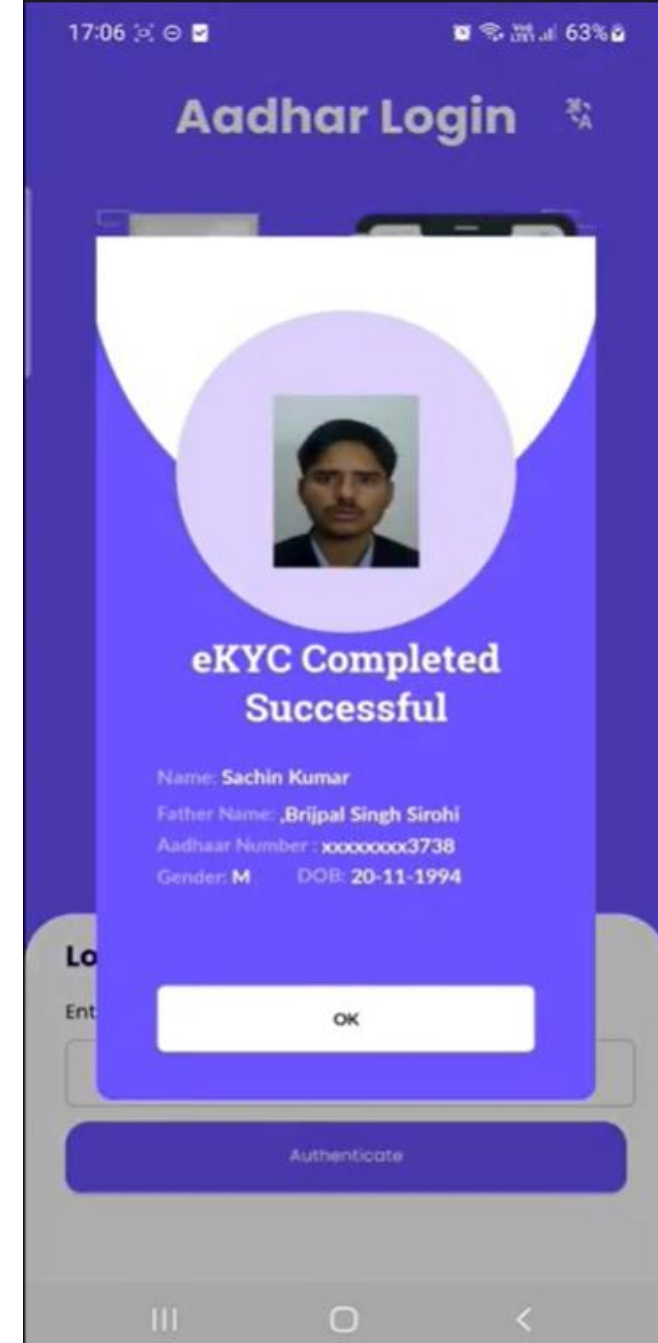 17:06 63%
Aadhar Login
eKYC Completed
Successful
Name: Sachin Kumar
Father Name: ,Brijpal Singh Sirohi
Aadhaar Number : xxxxxxxx3738
Gender: M DOB: 20-11-1994
Lo
Ent
OK
Authenticate